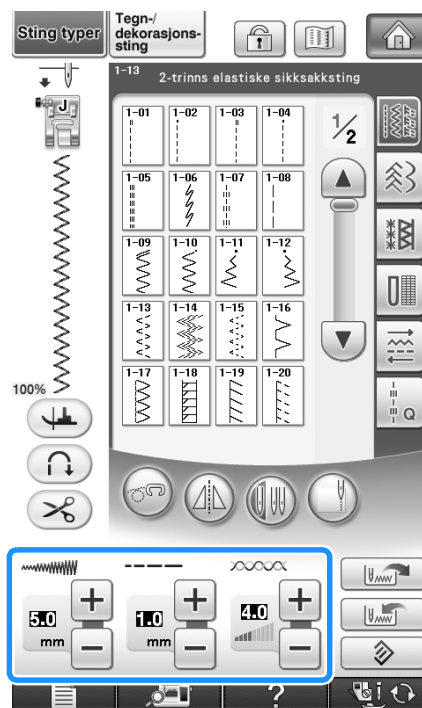 Sting typer
Tegn-/
dekorasjons-
sting
1-13
2-trinns elastiske sikksakksting
J
1-01 1-02 1-03 1-04
1/2
1-05 1-06 1-07 1-08
1-09 1-10 1-11 1-12
1-13 1-14 1-15 1-16
1-17 1-18 1-19 1-20
Q
100%
5.0 + 1.0 + 4.0 +
mm − mm − −
?